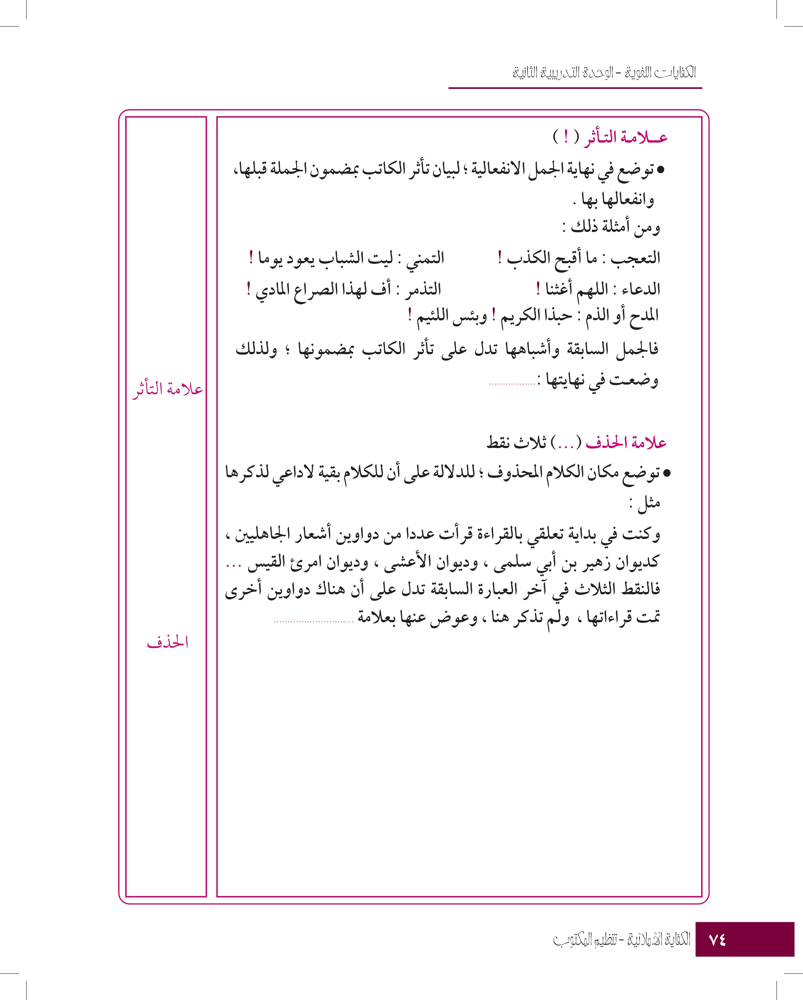 الكفايات اللغوية - الوحدة التدريبية الثانية
عـــلامـة التـأثر ( ! )
● توضع في نهاية الجمل الانفعالية ؛ لبيان تأثر الكاتب بمضمون الجملة قبلها،
وانفعالها بها .
ومن أمثلة ذلك :
التعجب : ما أقبح الكذب ! التمني : ليت الشباب يعود يوما !
الدعاء : اللهم أغثنا ! التذمر : أف لهذا الصراع المادي !
المدح أو الذم : حبذا الكريم ! وبئس اللئيم !
فالجمل السابقة وأشباهها تدل على تأثر الكاتب بمضمونها ؛ ولذلك
وضعـت في نهايتها : .................
علامة التأثر
علامة الحذف (...) ثلاث نقط
● توضع مكان الكلام المحذوف ؛ للدلالة على أن للكلام بقية لاداعي لذكرها
مثل :
وكنت في بداية تعلقي بالقراءة قرأت عددا من دواوين أشعار الجاهليين ،
كديوان زهير بن أبي سلمى ، وديوان الأعشى ، وديوان امرئ القيس ...
فالنقط الثلاث في آخر العبارة السابقة تدل على أن هناك دواوين أخرى
تمت قراءاتها ، ولم تذكر هنا ، وعوض عنها بعلامة .............................
الحذف
الكفاية الأملائية - تنظيم المكتوب
٧٤